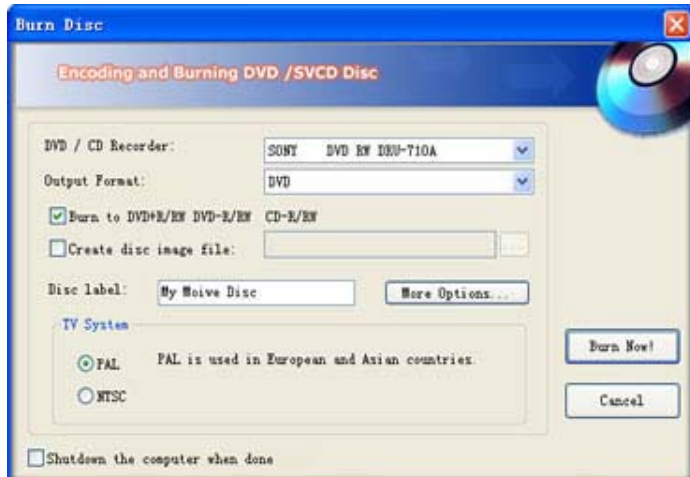 Burn Disc
Encoding and Burning DVD /SVCD Disc
DVD / CD Recorder:
SONY DVD RW DRU-710A
Output Format:
DVD
Burn to DVD+R/RW DVD-R/RW CD-R/RW
Create disc image file:
...
Disc label:
My Moive Disc
More Options...
TV System
PAL
PAL is used in European and Asian countries.
NTSC
Burn Now!
Cancel
Shutdown the computer when done